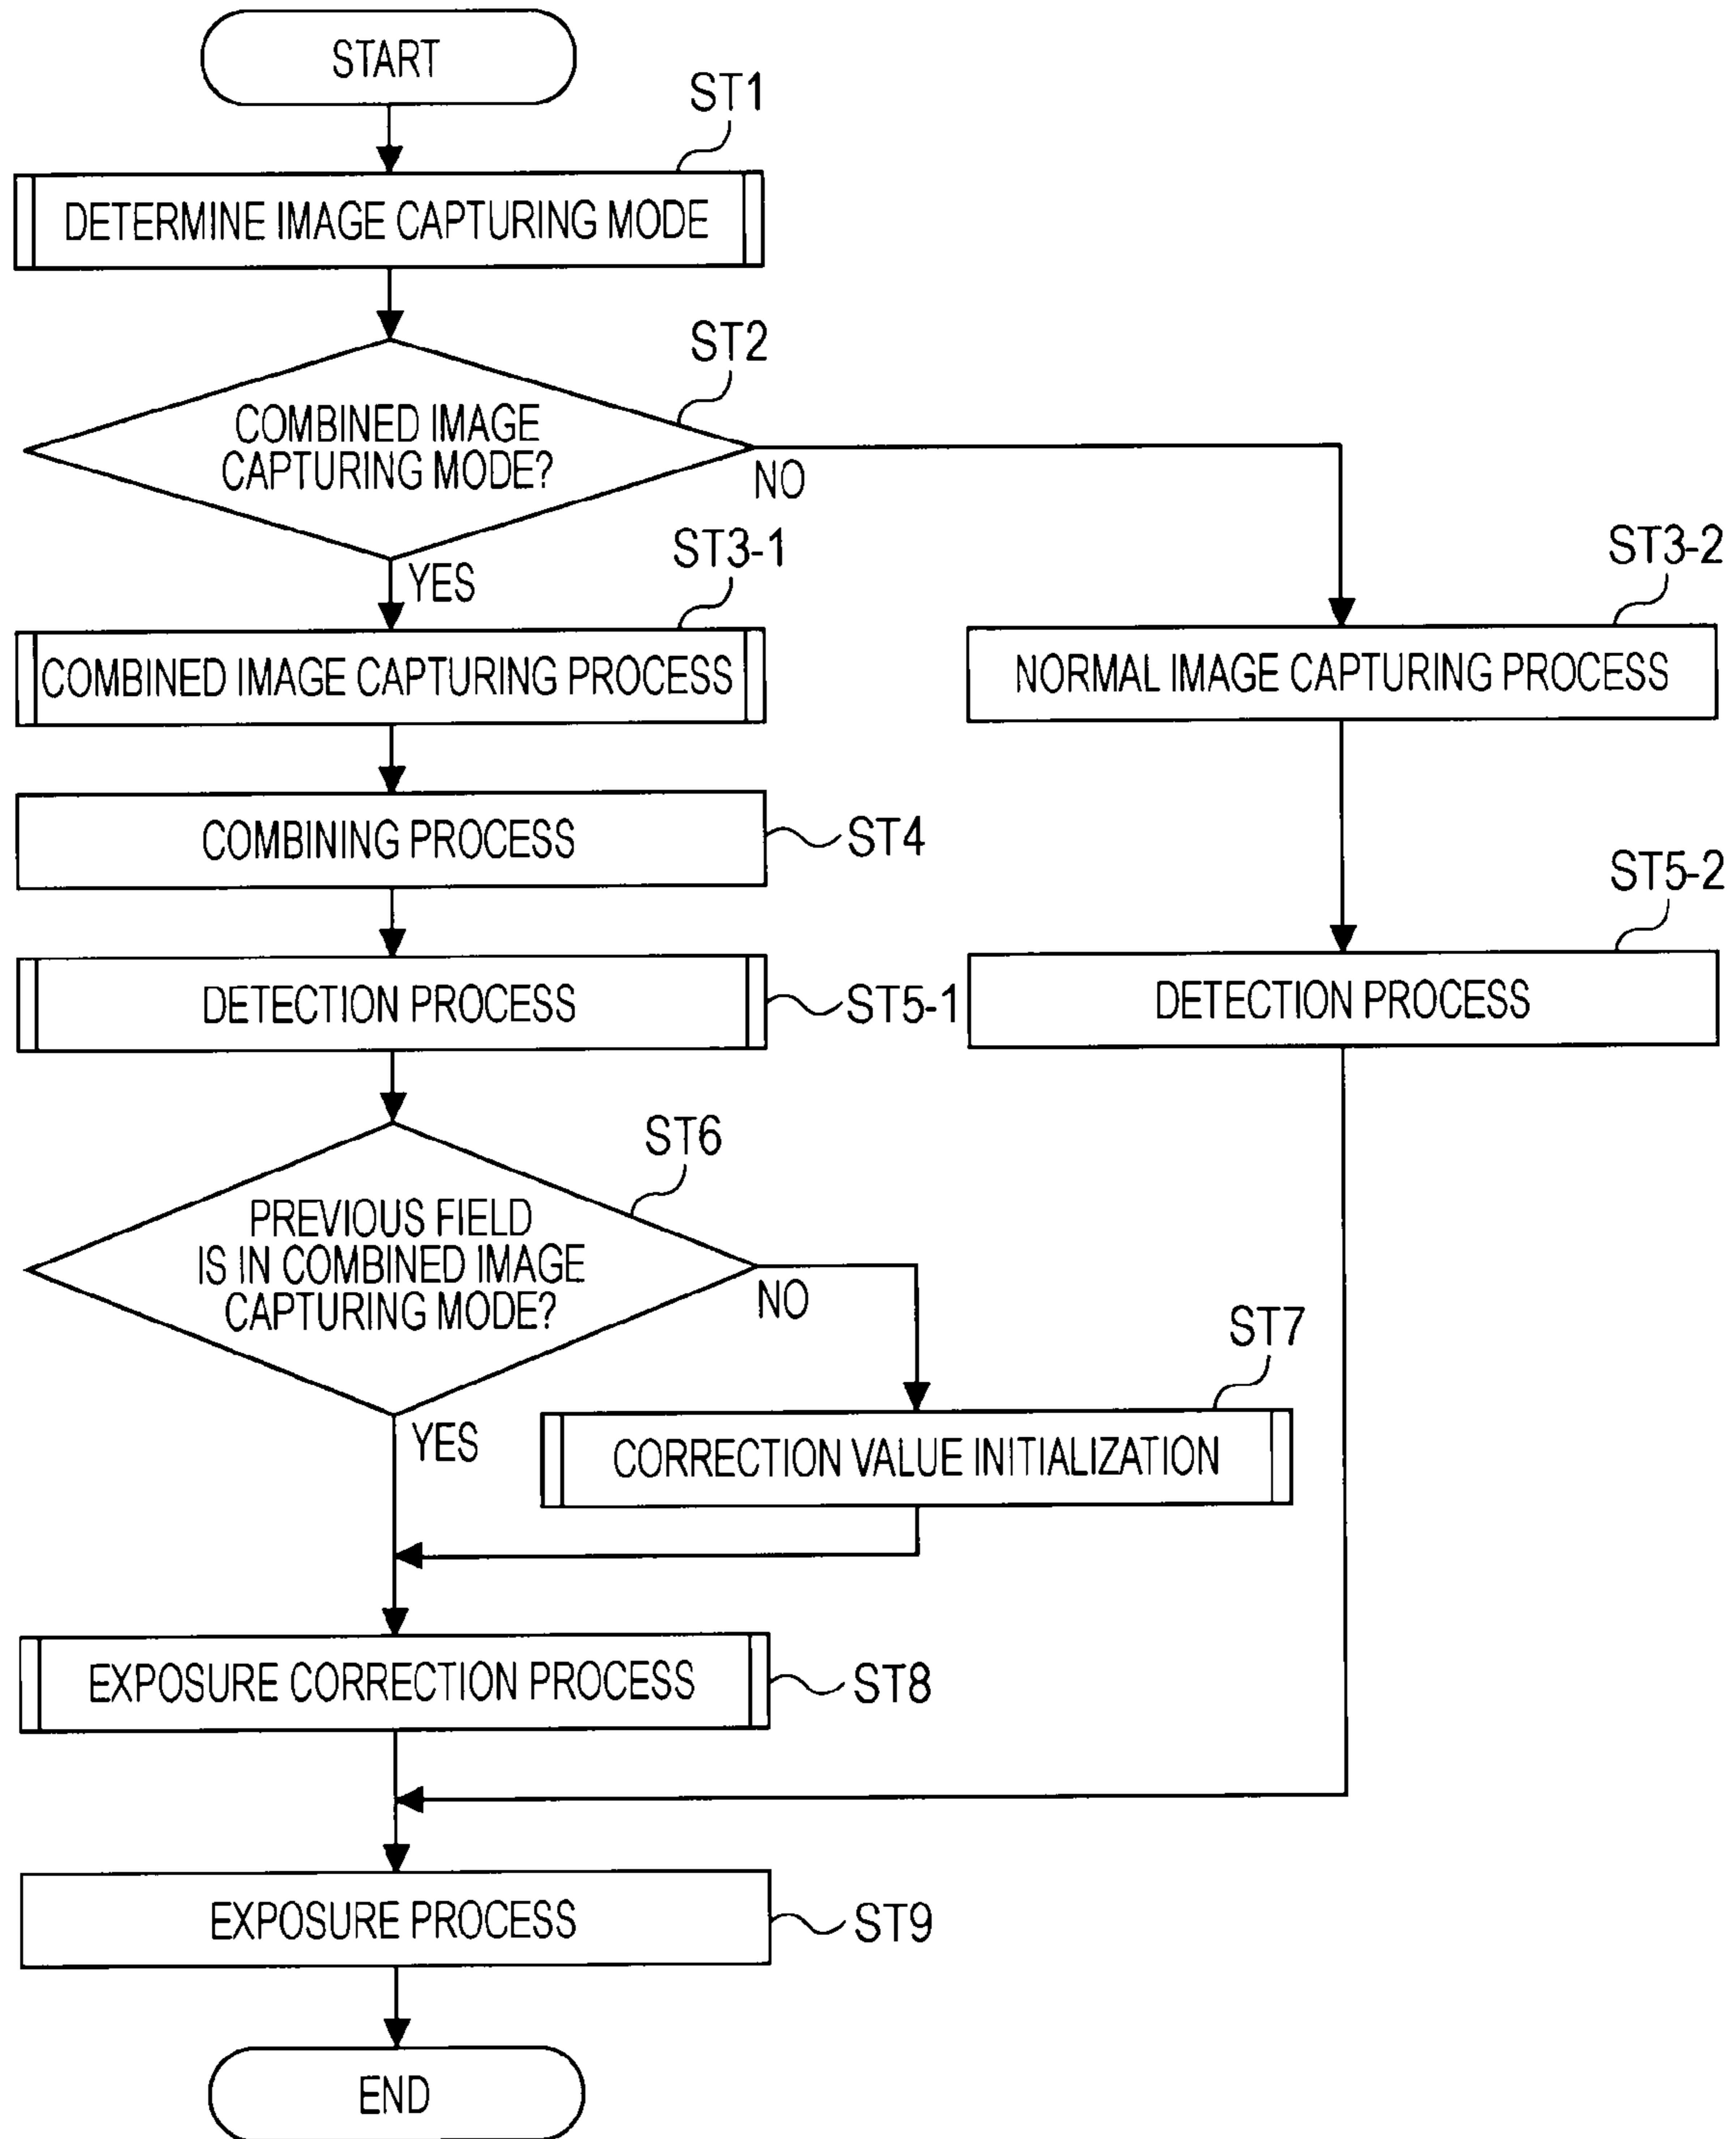 START
ST1
DETERMINE IMAGE CAPTURING MODE
ST2
COMBINED IMAGE
CAPTURING MODE?
NO
YES
ST3-1
ST3-2
COMBINED IMAGE CAPTURING PROCESS
NORMAL IMAGE CAPTURING PROCESS
COMBINING PROCESS
ST4
ST5-2
DETECTION PROCESS
ST5-1
DETECTION PROCESS
ST6
PREVIOUS FIELD
IS IN COMBINED IMAGE
CAPTURING MODE?
NO
YES
ST7
CORRECTION VALUE INITIALIZATION
EXPOSURE CORRECTION PROCESS
ST8
EXPOSURE PROCESS
ST9
END